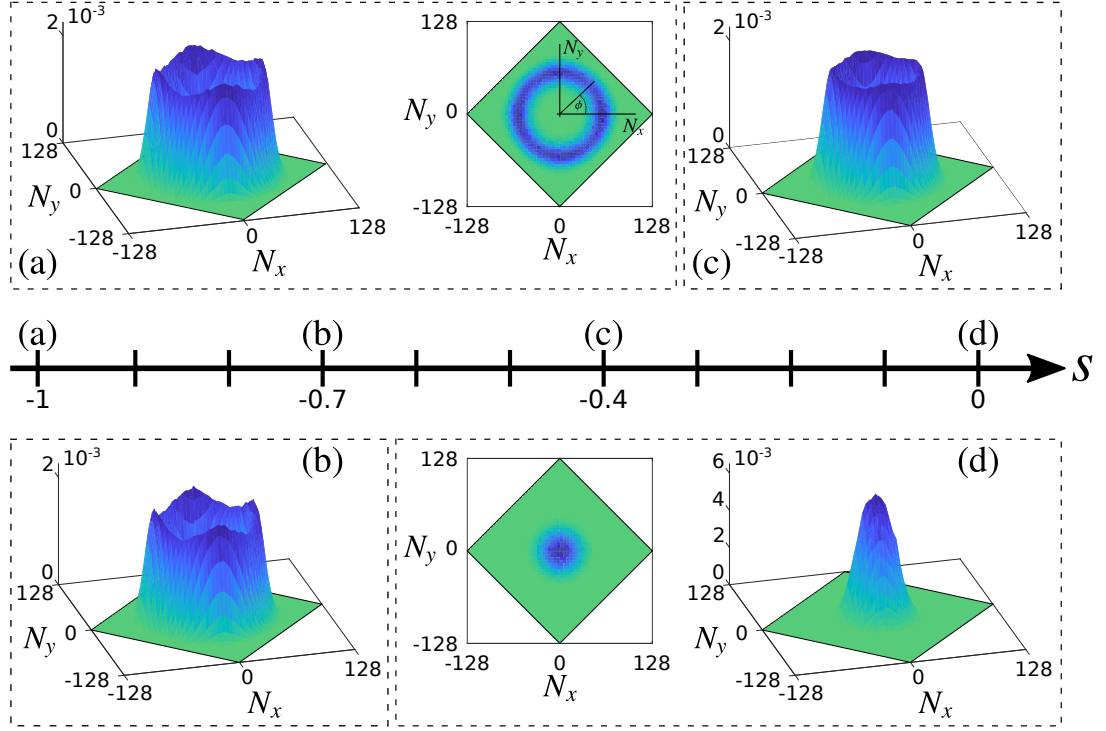 2 10⁻³
0
128
N_y 0
-128
-128
0
128
N_x
(a)
128
N_y 0
-128
-128 0 128
N_x
N_y
ϕ
N_x
2 10⁻³
0
128
N_y 0
-128
-128
0
128
N_x
(c)
(a) (b) (c) (d)
S
-1 -0.7 -0.4 0
2 10⁻³
(b)
0
128
N_y 0
-128
-128
0
128
N_x
128
N_y 0
-128
-128 0 128
N_x
6 10⁻³
(d)
4
2
0
128
N_y 0
-128
-128
0
128
N_x